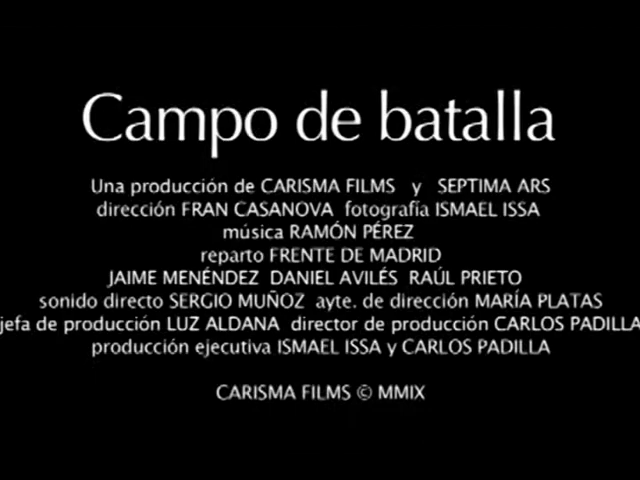 Campo de batalla
Una producción de CARISMA FILMS y SEPTIMA ARS
dirección FRAN CASANOVA fotografía ISMAEL ISSA
música RAMÓN PÉREZ
reparto FRENTE DE MADRID
JAIME MENÉNDEZ DANIEL AVILÉS RAÚL PRIETO
sonido directo SERGIO MUÑOZ ayte. de dirección MARÍA PLATAS
jefa de producción LUZ ALDANA director de producción CARLOS PADILLA
producción ejecutiva ISMAEL ISSA y CARLOS PADILLA
CARISMA FILMS © MMIX